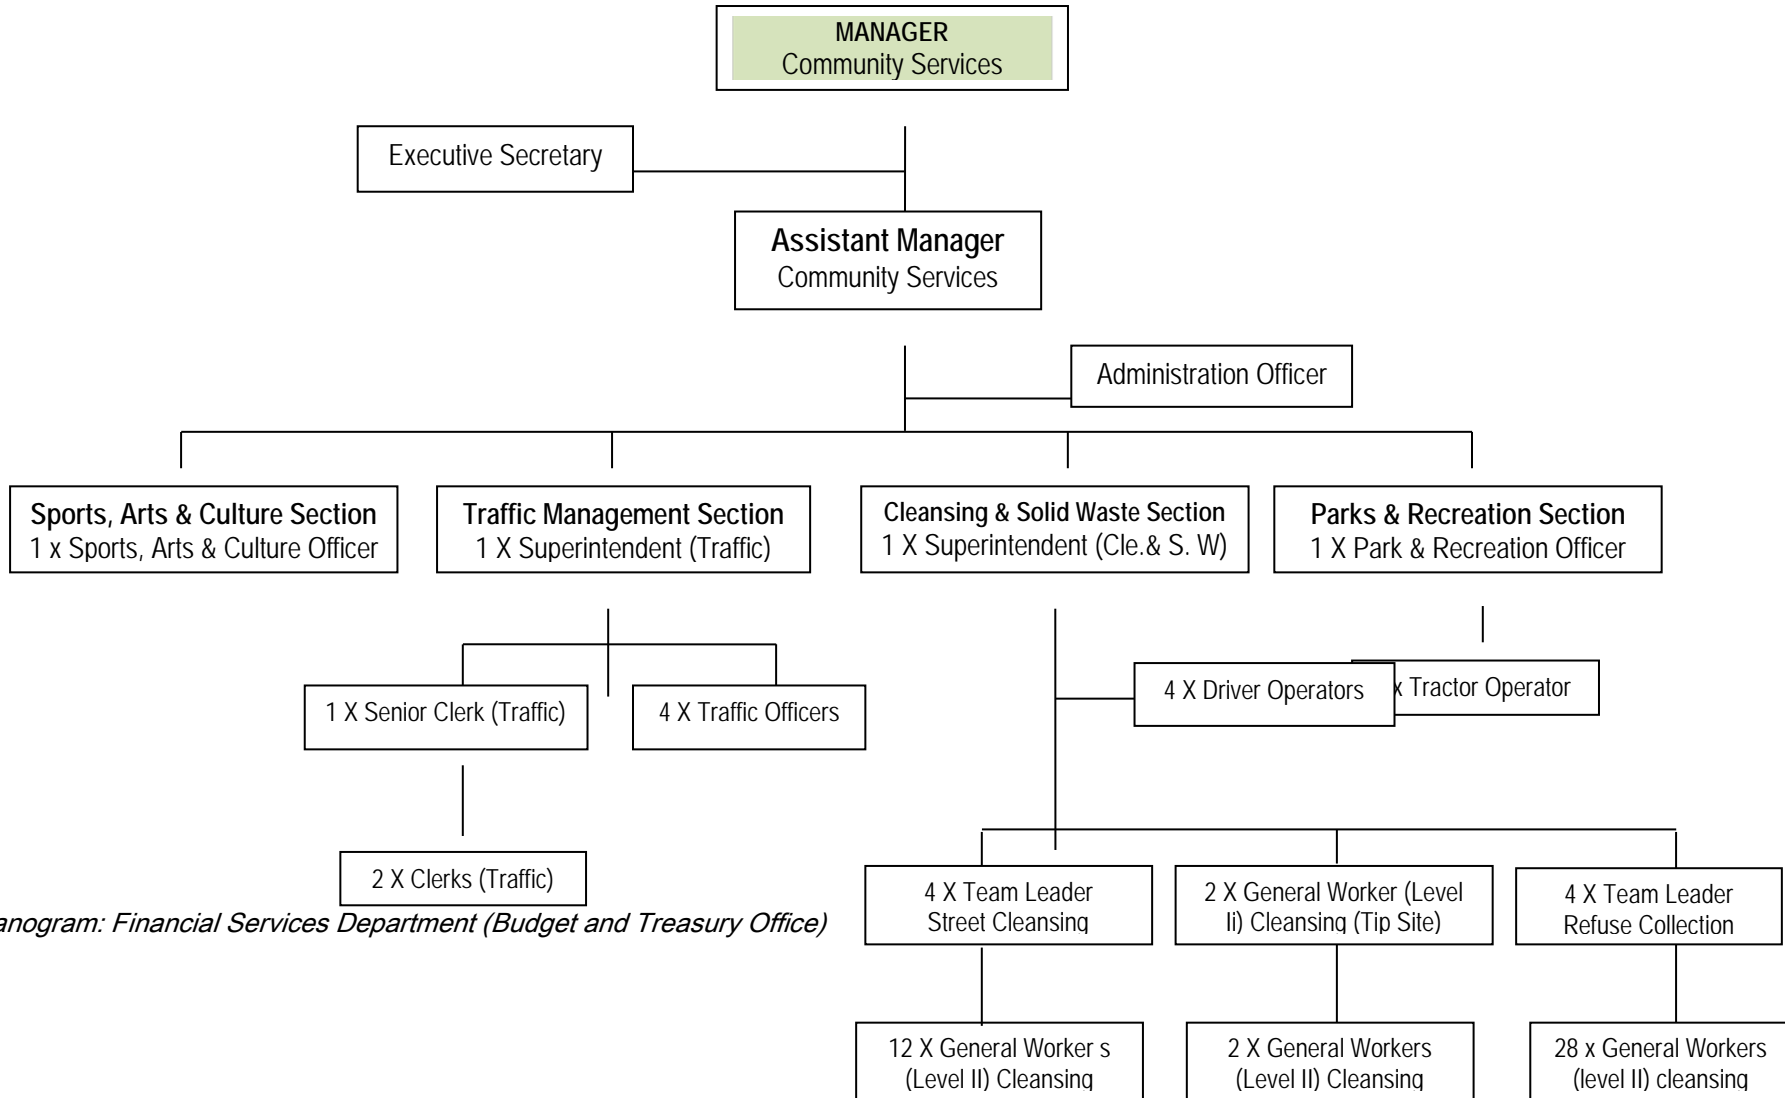 MANAGER
Community Services
Executive Secretary
Assistant Manager
Community Services
Administration Officer
Sports, Arts & Culture Section
1 x Sports, Arts & Culture Officer
Traffic Management Section
1 X Superintendent (Traffic)
Cleansing & Solid Waste Section
1 X Superintendent (Cle.& S. W)
Parks & Recreation Section
1 X Park & Recreation Officer
1 X Senior Clerk (Traffic)
4 X Traffic Officers
4 X Driver Operators
x Tractor Operator
2 X Clerks (Traffic)
anogram: Financial Services Department (Budget and Treasury Office)
4 X Team Leader
Street Cleansing
2 X General Worker (Level
Ii) Cleansing (Tip Site)
4 X Team Leader
Refuse Collection
12 X General Worker s
(Level II) Cleansing
2 X General Workers
(Level II) Cleansing
28 x General Workers
(level II) cleansing